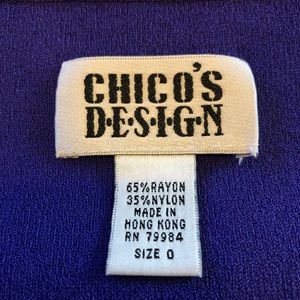 CHICO'S
D·E·S·I·G·N
65% RAYON
35% NYLON
MADE IN
HONG KONG
RN 79984
SIZE 0